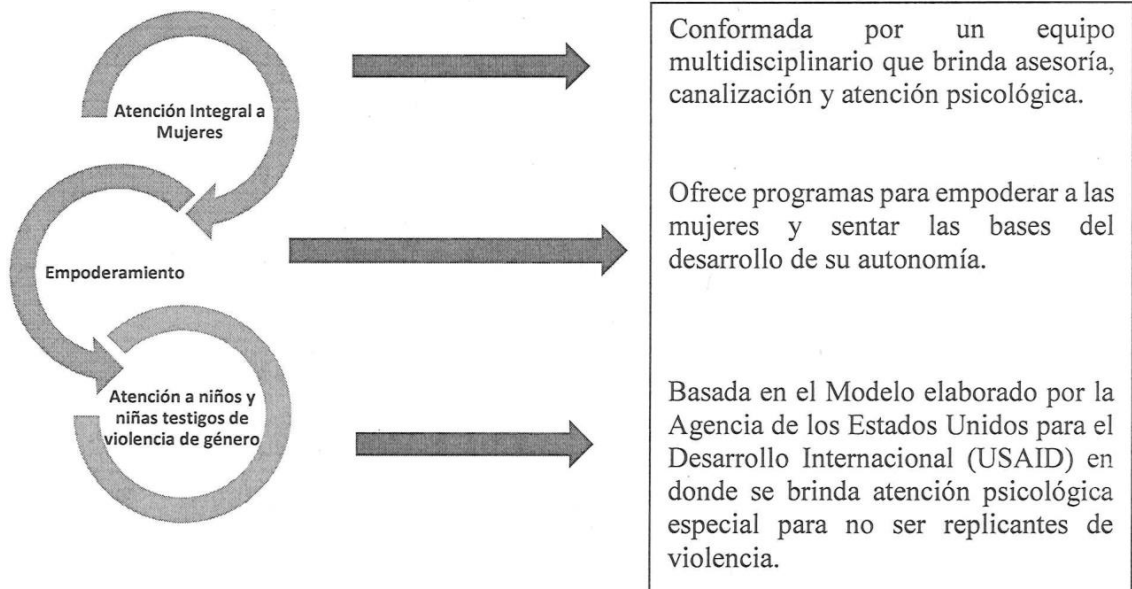 Atención Integral a
Mujeres
Conformada por un equipo
multidisciplinario que brinda asesoría,
canalización y atención psicológica.
Empoderamiento
Ofrece programas para empoderar a las
mujeres y sentar las bases del
desarrollo de su autonomía.
Atención a niños y
niñas testigos de
violencia de género
Basada en el Modelo elaborado por la
Agencia de los Estados Unidos para el
Desarrollo Internacional (USAID) en
donde se brinda atención psicológica
especial para no ser replicantes de
violencia.